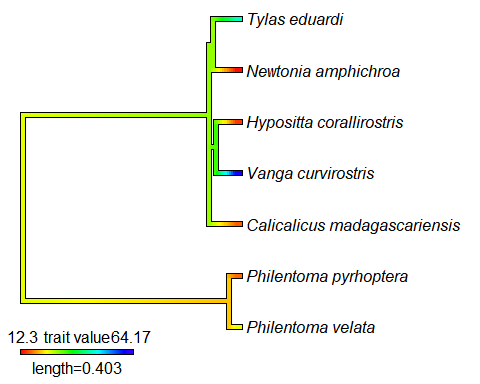 Tylas eduardi
Newtonia amphichroa
Hypositta corallirostris
Vanga curvirostris
Calicalicus madagascariensis
Philentoma pyrhoptera
Philentoma velata
12.3 trait value64.17
length=0.403